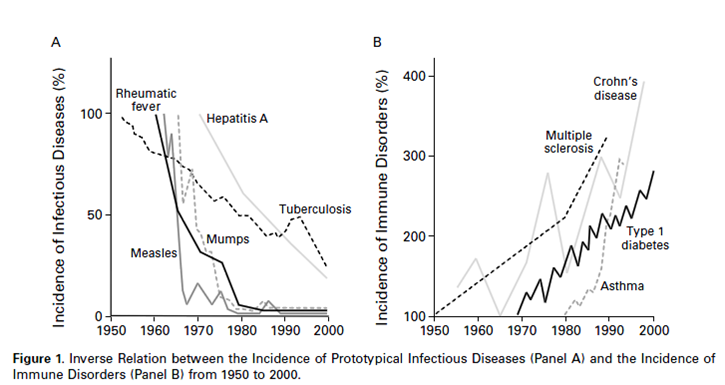 A
Incidence of Infectious Diseases (%)
100
50
0
1950
1960
1970
1980
1990
2000
Rheumatic
fever
Hepatitis A
Tuberculosis
Mumps
Measles
B
Incidence of Immune Disorders (%)
400
300
200
100
1950
1960
1970
1980
1990
2000
Crohn's
disease
Multiple
sclerosis
Type 1
diabetes
Asthma
Figure 1. Inverse Relation between the Incidence of Prototypical Infectious Diseases (Panel A) and the Incidence of
Immune Disorders (Panel B) from 1950 to 2000.